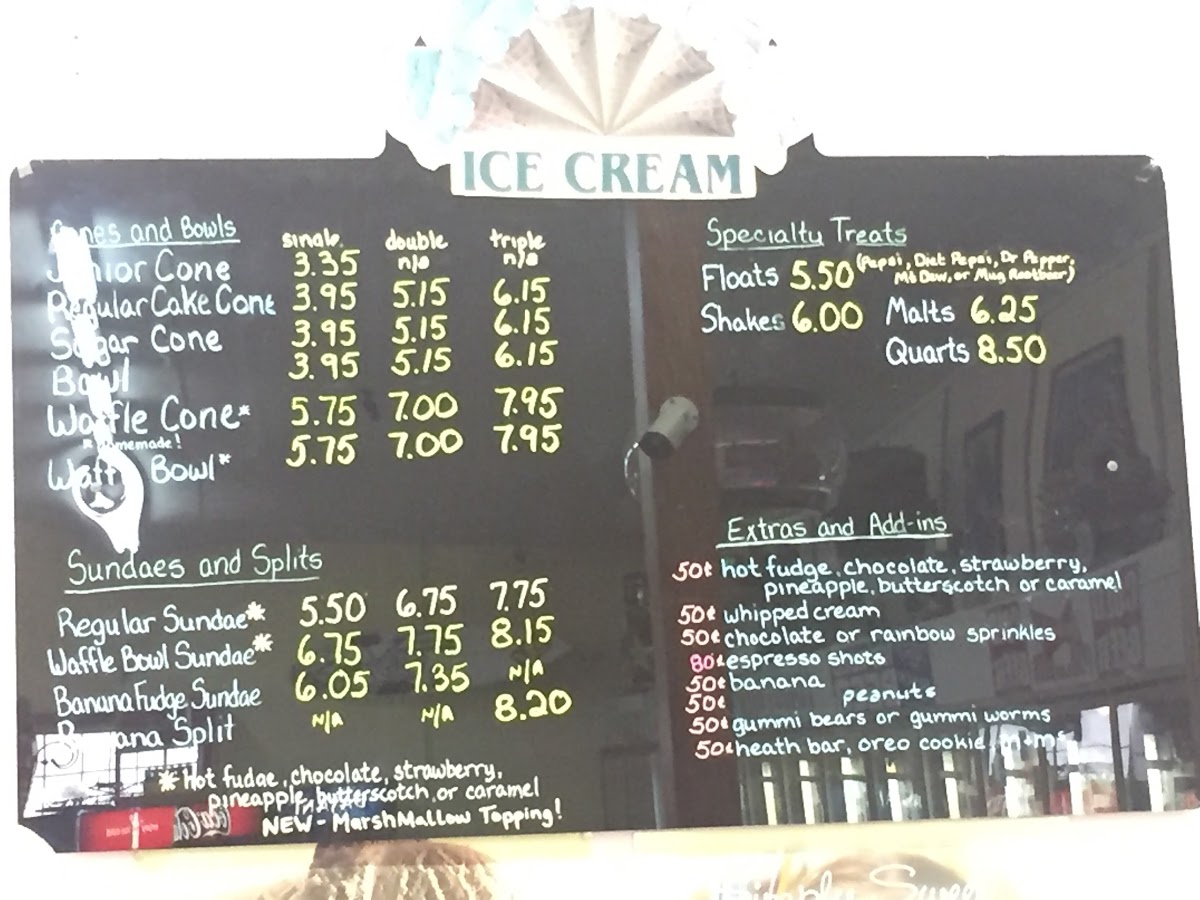 ICE CREAM
Cones and Bowls single double triple
Junior Cone 3.35 n/a n/a
Regular Cake Cone 3.95 5.15 6.15
Sugar Cone 3.95 5.15 6.15
Bowl 3.95 5.15 6.15
Waffle Cone* 5.75 7.00 7.95
* Homemade!
Waffle Bowl* 5.75 7.00 7.95
Sundaes and Splits
Regular Sundae* 5.50 6.75 7.75
Waffle Bowl Sundae* 6.75 7.75 8.15
Banana Fudge Sundae 6.05 7.35 N/A
Banana Split N/A N/A 8.20
* Hot fudge, chocolate, strawberry,
pineapple, butterscotch, or caramel
NEW - MarshMallow Topping!
Specialty Treats
Floats 5.50 (Pepsi, Diet Pepsi, Dr Pepper,
Mt Dew, or Mug Rootbeer)
Shakes 6.00 Malts 6.25
Quarts 8.50
Extras and Add-ins
50¢ hot fudge, chocolate, strawberry,
pineapple, butterscotch or caramel
50¢ whipped cream
50¢ chocolate or rainbow sprinkles
80¢ espresso shots
50¢ banana
50¢ peanuts
50¢ gummi bears or gummi worms
50¢ heath bar, oreo cookie, m+ms